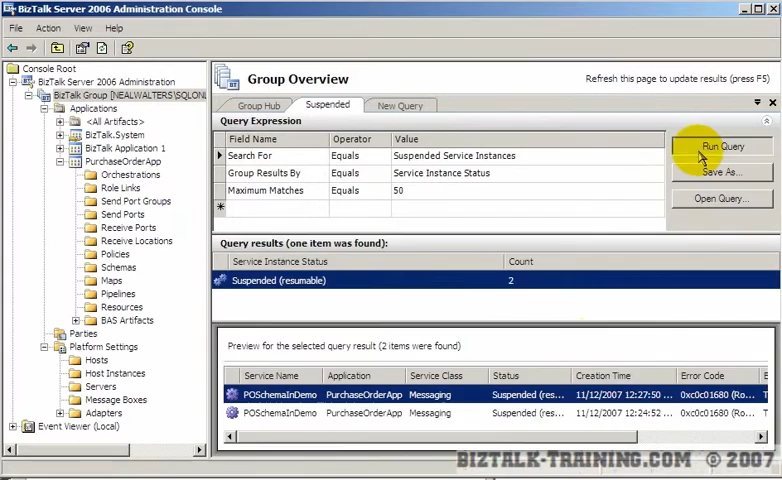 BizTalk Server 2006 Administration Console
File Action View Help
Console Root
BizTalk Server 2006 Administration
BizTalk Group (NEALWALTERS\SQLONL
Applications
<All Artifacts>
BizTalk.System
BizTalk Application 1
PurchaseOrderApp
Orchestrations
Role Links
Send Port Groups
Send Ports
Receive Ports
Receive Locations
Policies
Schemas
Maps
Pipelines
Resources
BAS Artifacts
Parties
Platform Settings
Hosts
Host Instances
Servers
Message Boxes
Adapters
Event Viewer (Local)
Group Overview
Refresh this page to update results (press F5)
Group Hub Suspended New Query
Query Expression
Field Name Operator Value
Search For Equals Suspended Service Instances
Group Results By Equals Service Instance Status
Maximum Matches Equals 50
Run Query
Save As...
Open Query...
Query results (one item was found):
Service Instance Status Count
Suspended (resumable) 2
Preview for the selected query result (2 items were found)
Service Name Application Service Class Status Creation Time Error Code E
POSchemaInDemo PurchaseOrderApp Messaging Suspended (res... 11/12/2007 12:27:50 ... 0xc0c01680 (Ro... T
POSchemaInDemo PurchaseOrderApp Messaging Suspended (res... 11/12/2007 12:24:52 ... 0xc0c01680 (Ro... T
BIZTALK-TRAINING.COM © 2007